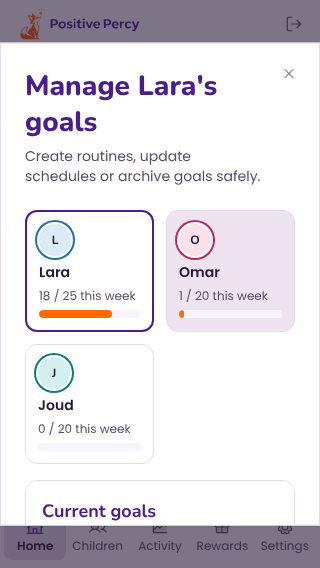 Positive Percy
Manage Lara's
goals
Create routines, update
schedules or archive goals safely.
L
Lara
18 / 25 this week
O
Omar
1 / 20 this week
J
Joud
0 / 20 this week
Current goals
Home
Children
Activity
Rewards
Settings